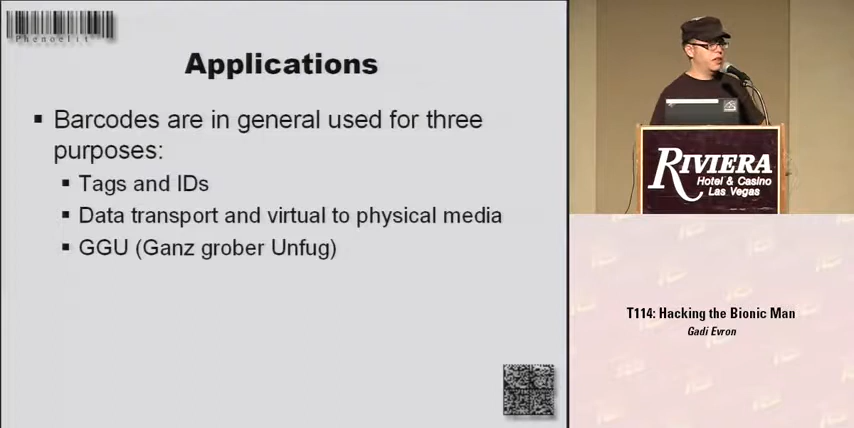 Phenoelit
Applications
Barcodes are in general used for three
purposes:
Tags and IDs
Data transport and virtual to physical media
GGU (Ganz grober Unfug)
RIVIERA
Hotel & Casino
Las Vegas
T114: Hacking the Bionic Man
Gadi Evron